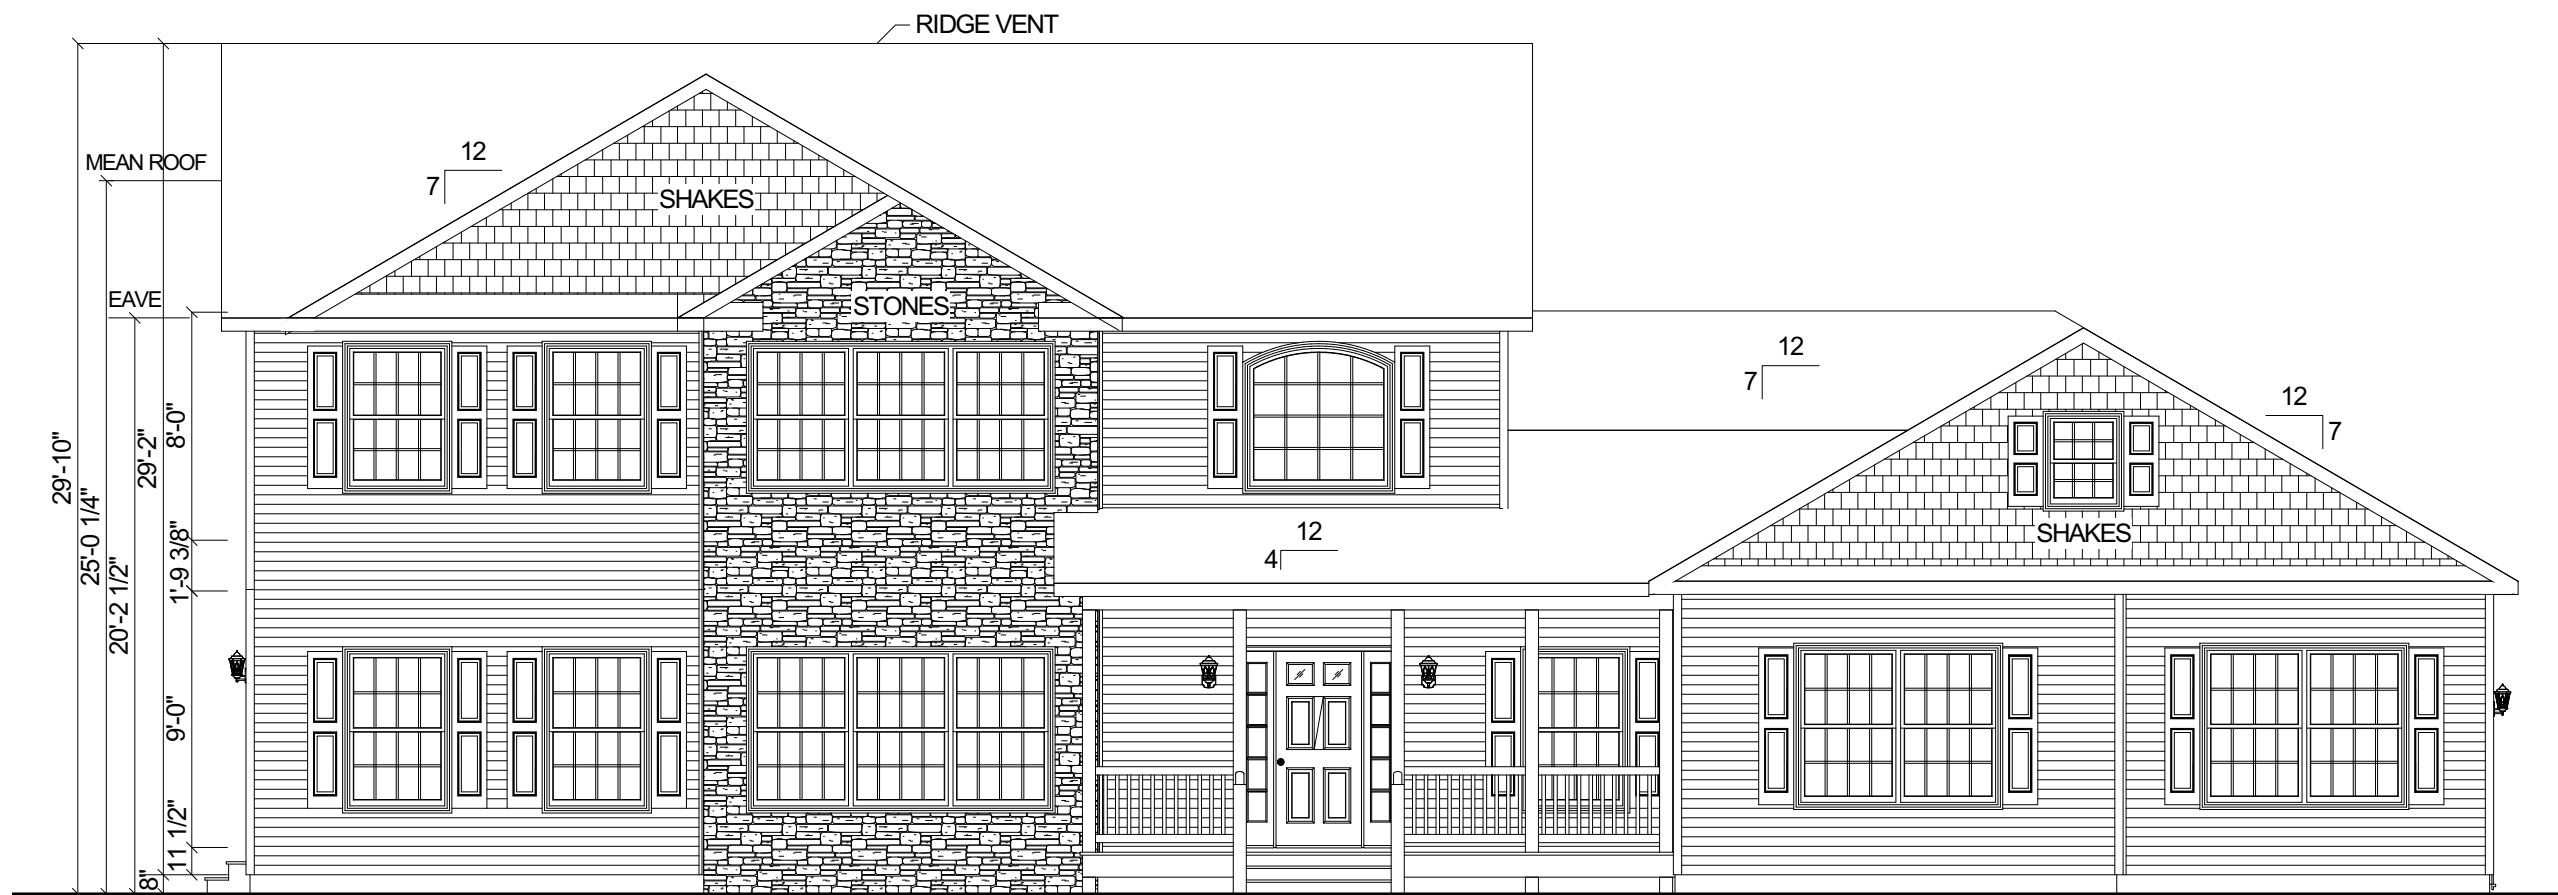 RIDGE VENT
MEAN ROOF
12
7
SHAKES
EAVE
STONES
12
7
12
7
SHAKES
12
4
29'-10"
25'-0 1/4"
20'-2 1/2"
29'-2"
8'-0"
1'-9 3/8"
9'-0"
11 1/2"
8"